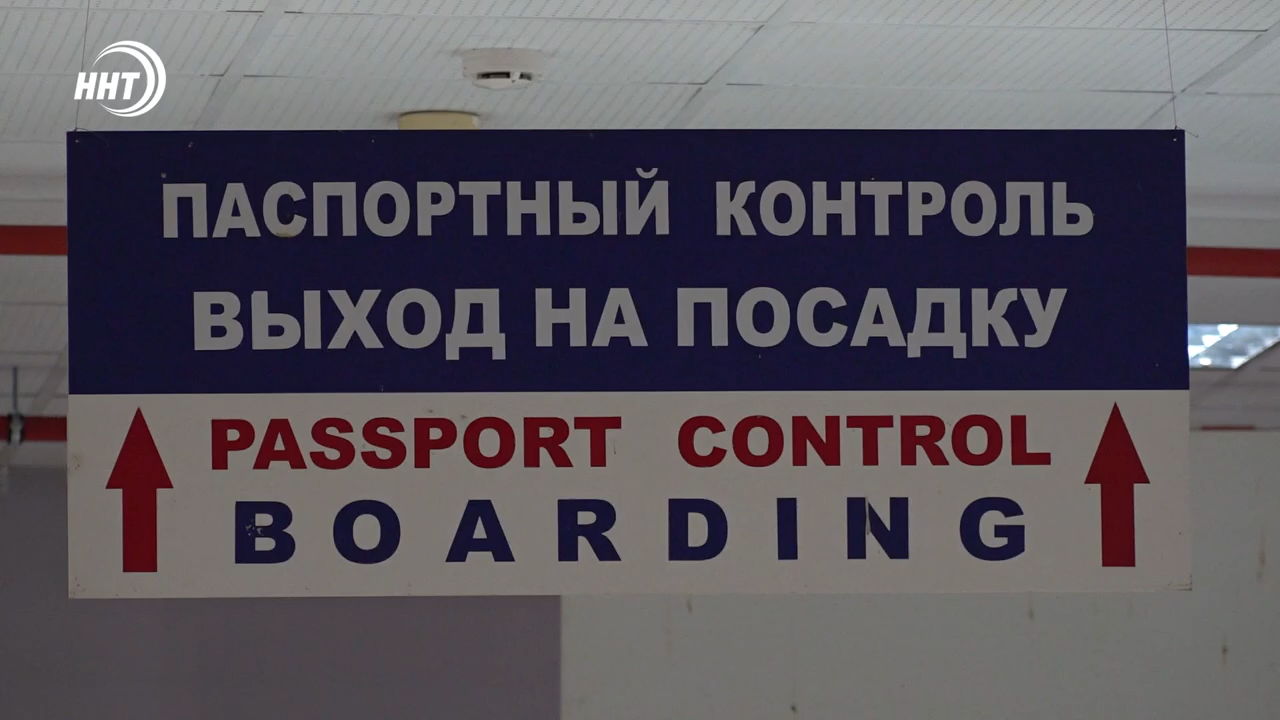 ННТ
ПАСПОРТНЫЙ КОНТРОЛЬ
ВЫХОД НА ПОСАДКУ
PASSPORT CONTROL
BOARDING